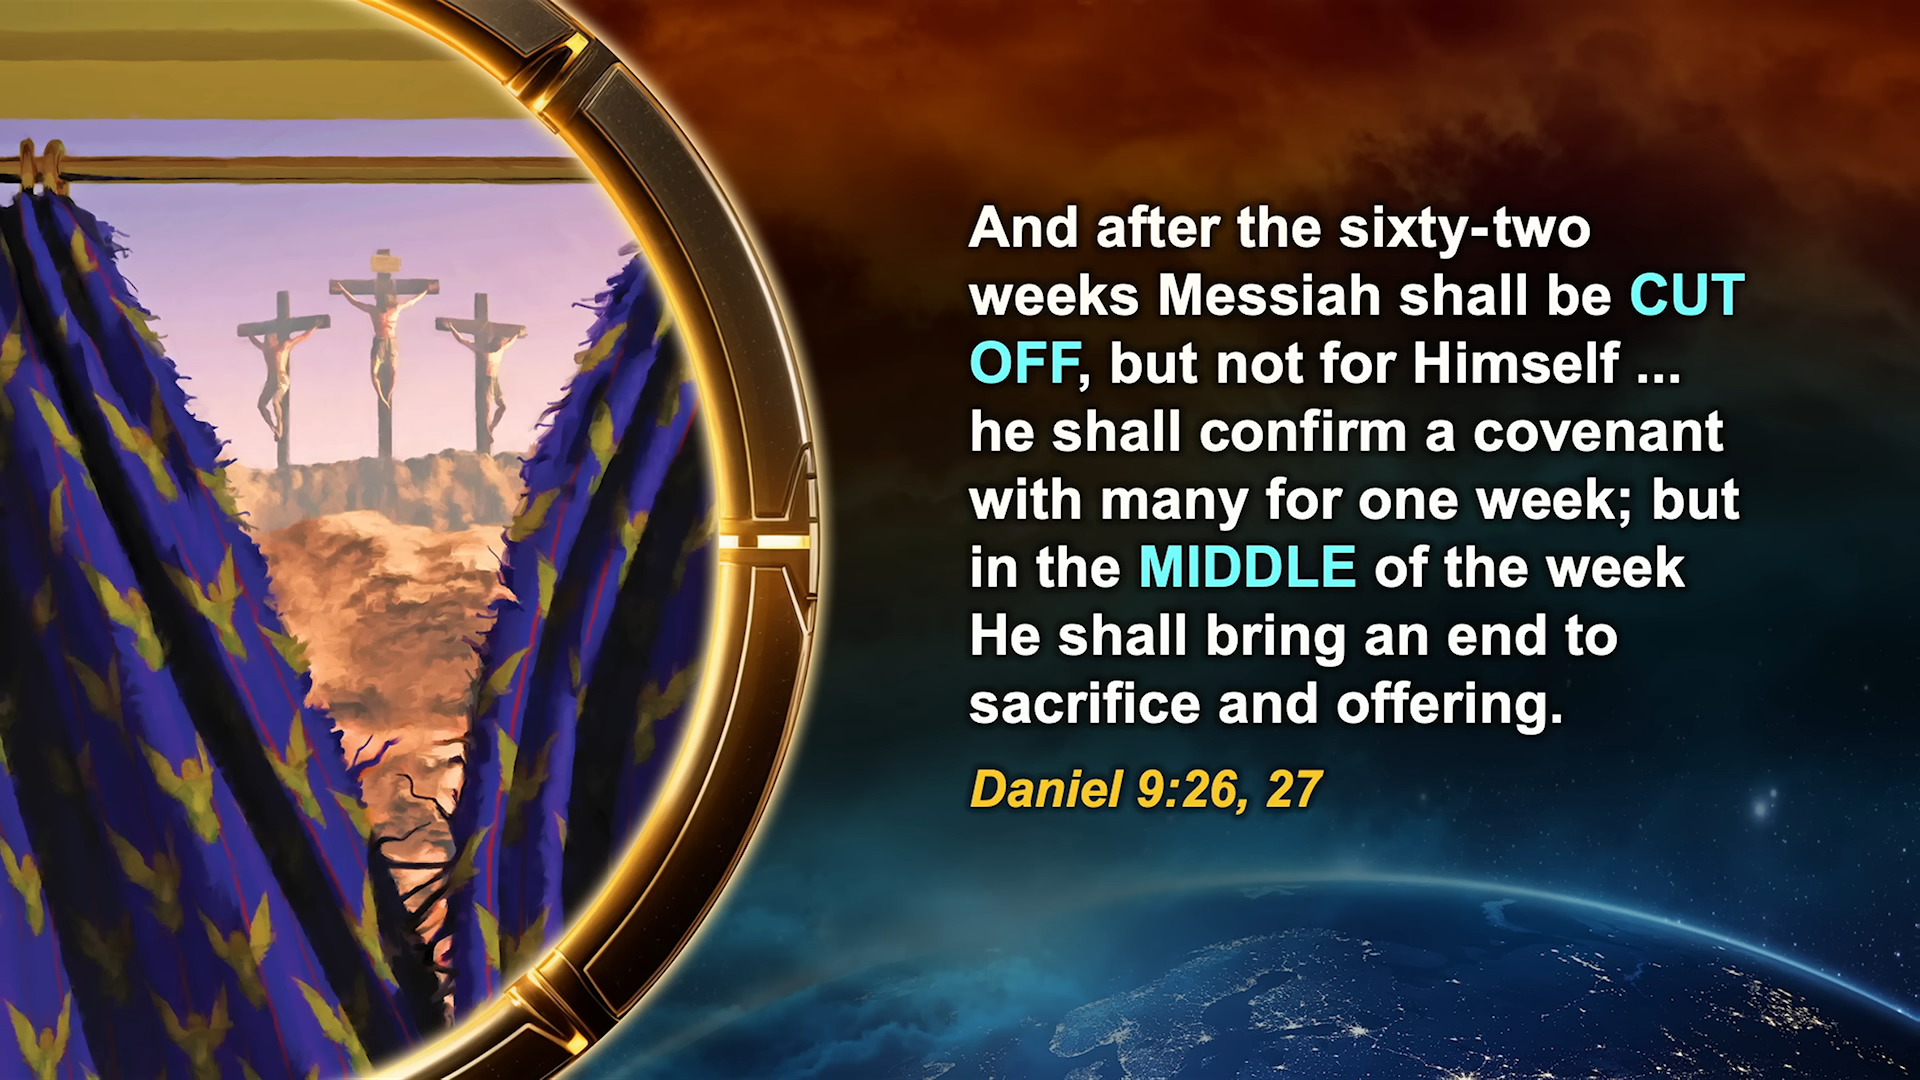 And after the sixty-two
weeks Messiah shall be CUT
OFF, but not for Himself ...
he shall confirm a covenant
with many for one week; but
in the MIDDLE of the week
He shall bring an end to
sacrifice and offering.
Daniel 9:26, 27